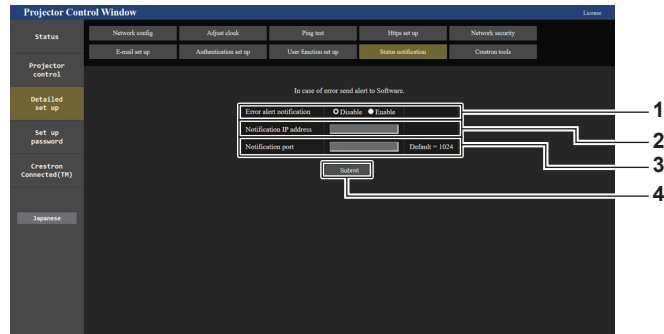 Projector Control Window
License
Status
Network config Adjust clock Ping test Https set up Network security
E-mail set up Authentication set up User function set up Status notification Crestron tools
Projector
control
Detailed
set up
Set up
password
Crestron
Connected(TM)
Japanese
In case of error send alert to Software.
Error alert notification Disable Enable
Notification IP address
Notification port Default = 1024
Submit
1
2
3
4